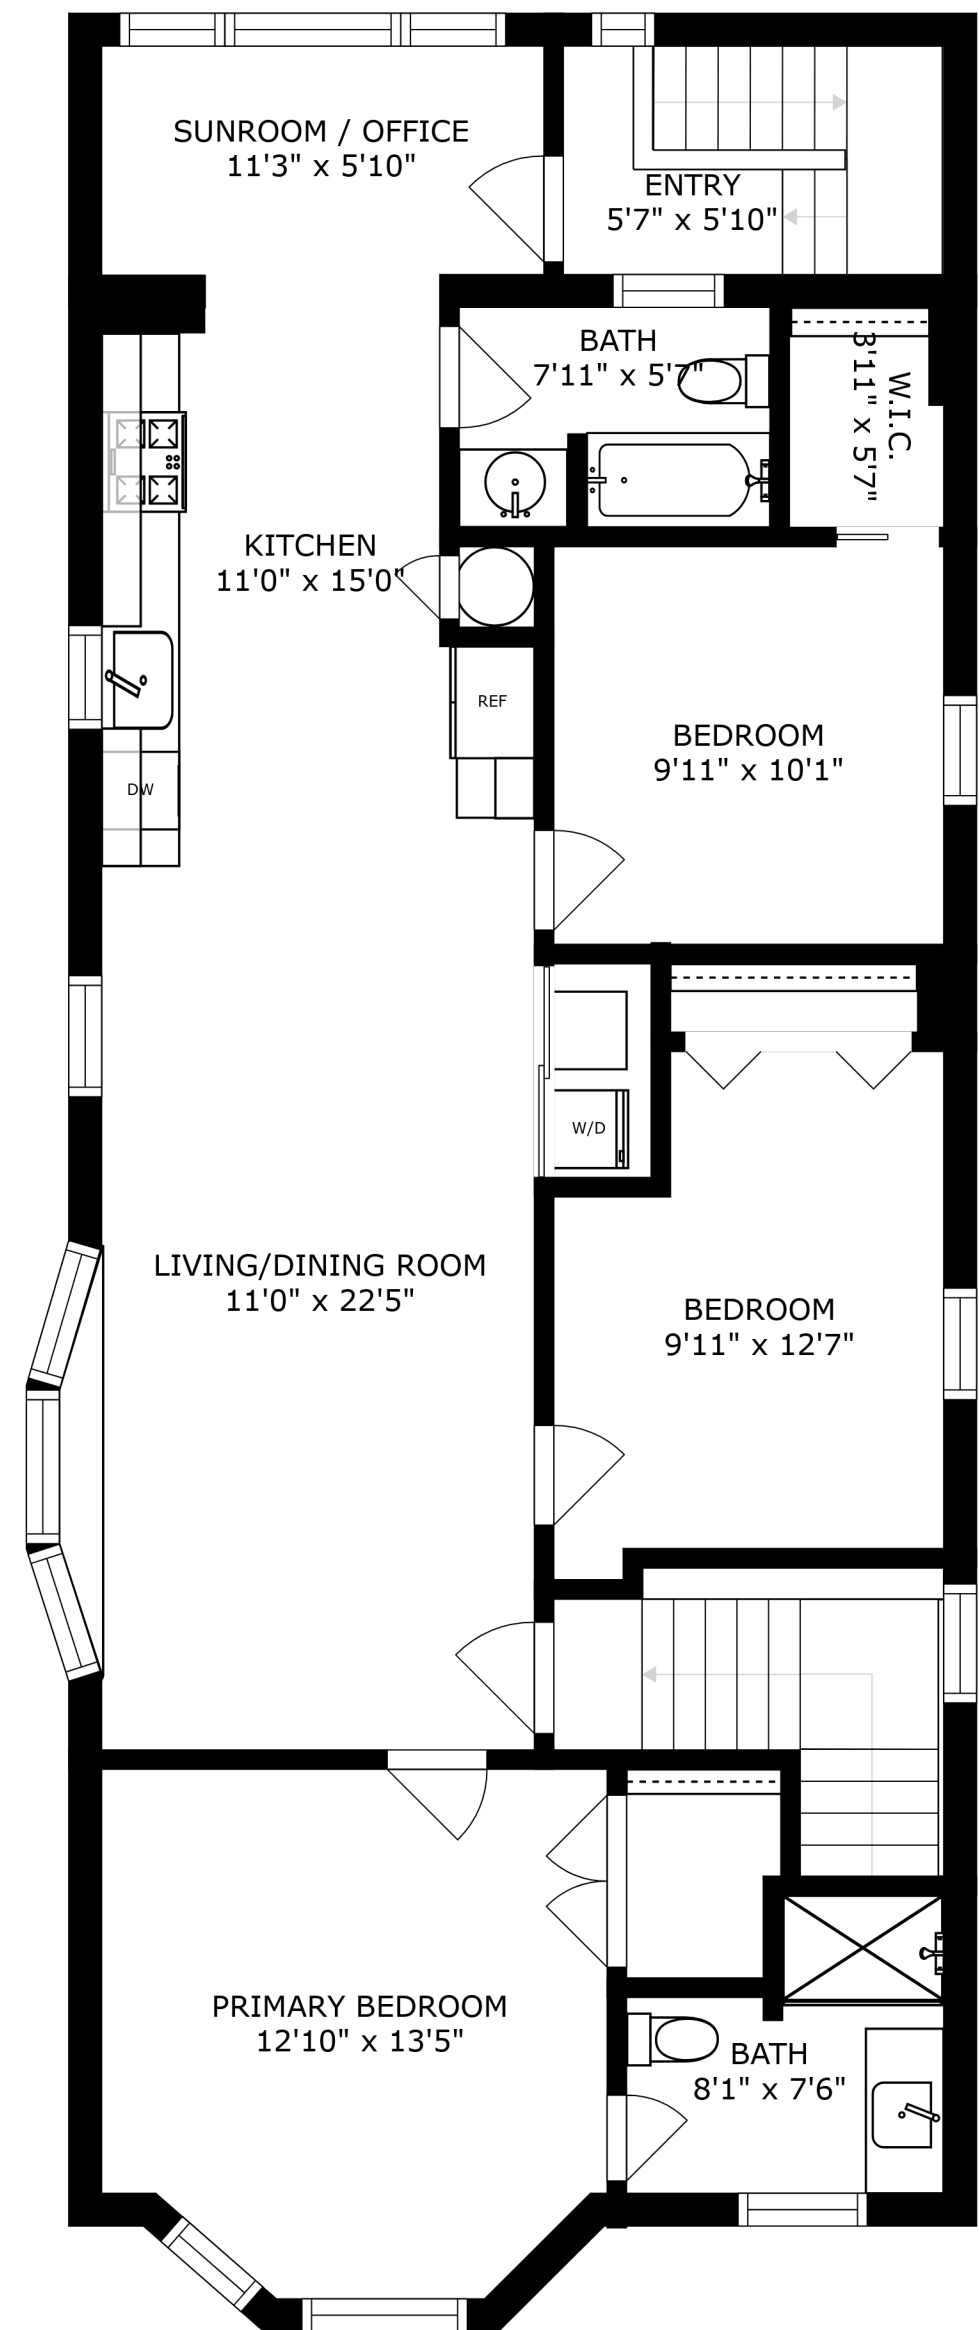 SUNROOM / OFFICE
11'3" x 5'10"
ENTRY
5'7" x 5'10"
BATH
7'11" x 5'7"
W.I.C.
3'11" x 5'7"
KITCHEN
11'0" x 15'0"
REF
BEDROOM
9'11" x 10'1"
DW
W/D
LIVING/DINING ROOM
11'0" x 22'5"
BEDROOM
9'11" x 12'7"
PRIMARY BEDROOM
12'10" x 13'5"
BATH
8'1" x 7'6"